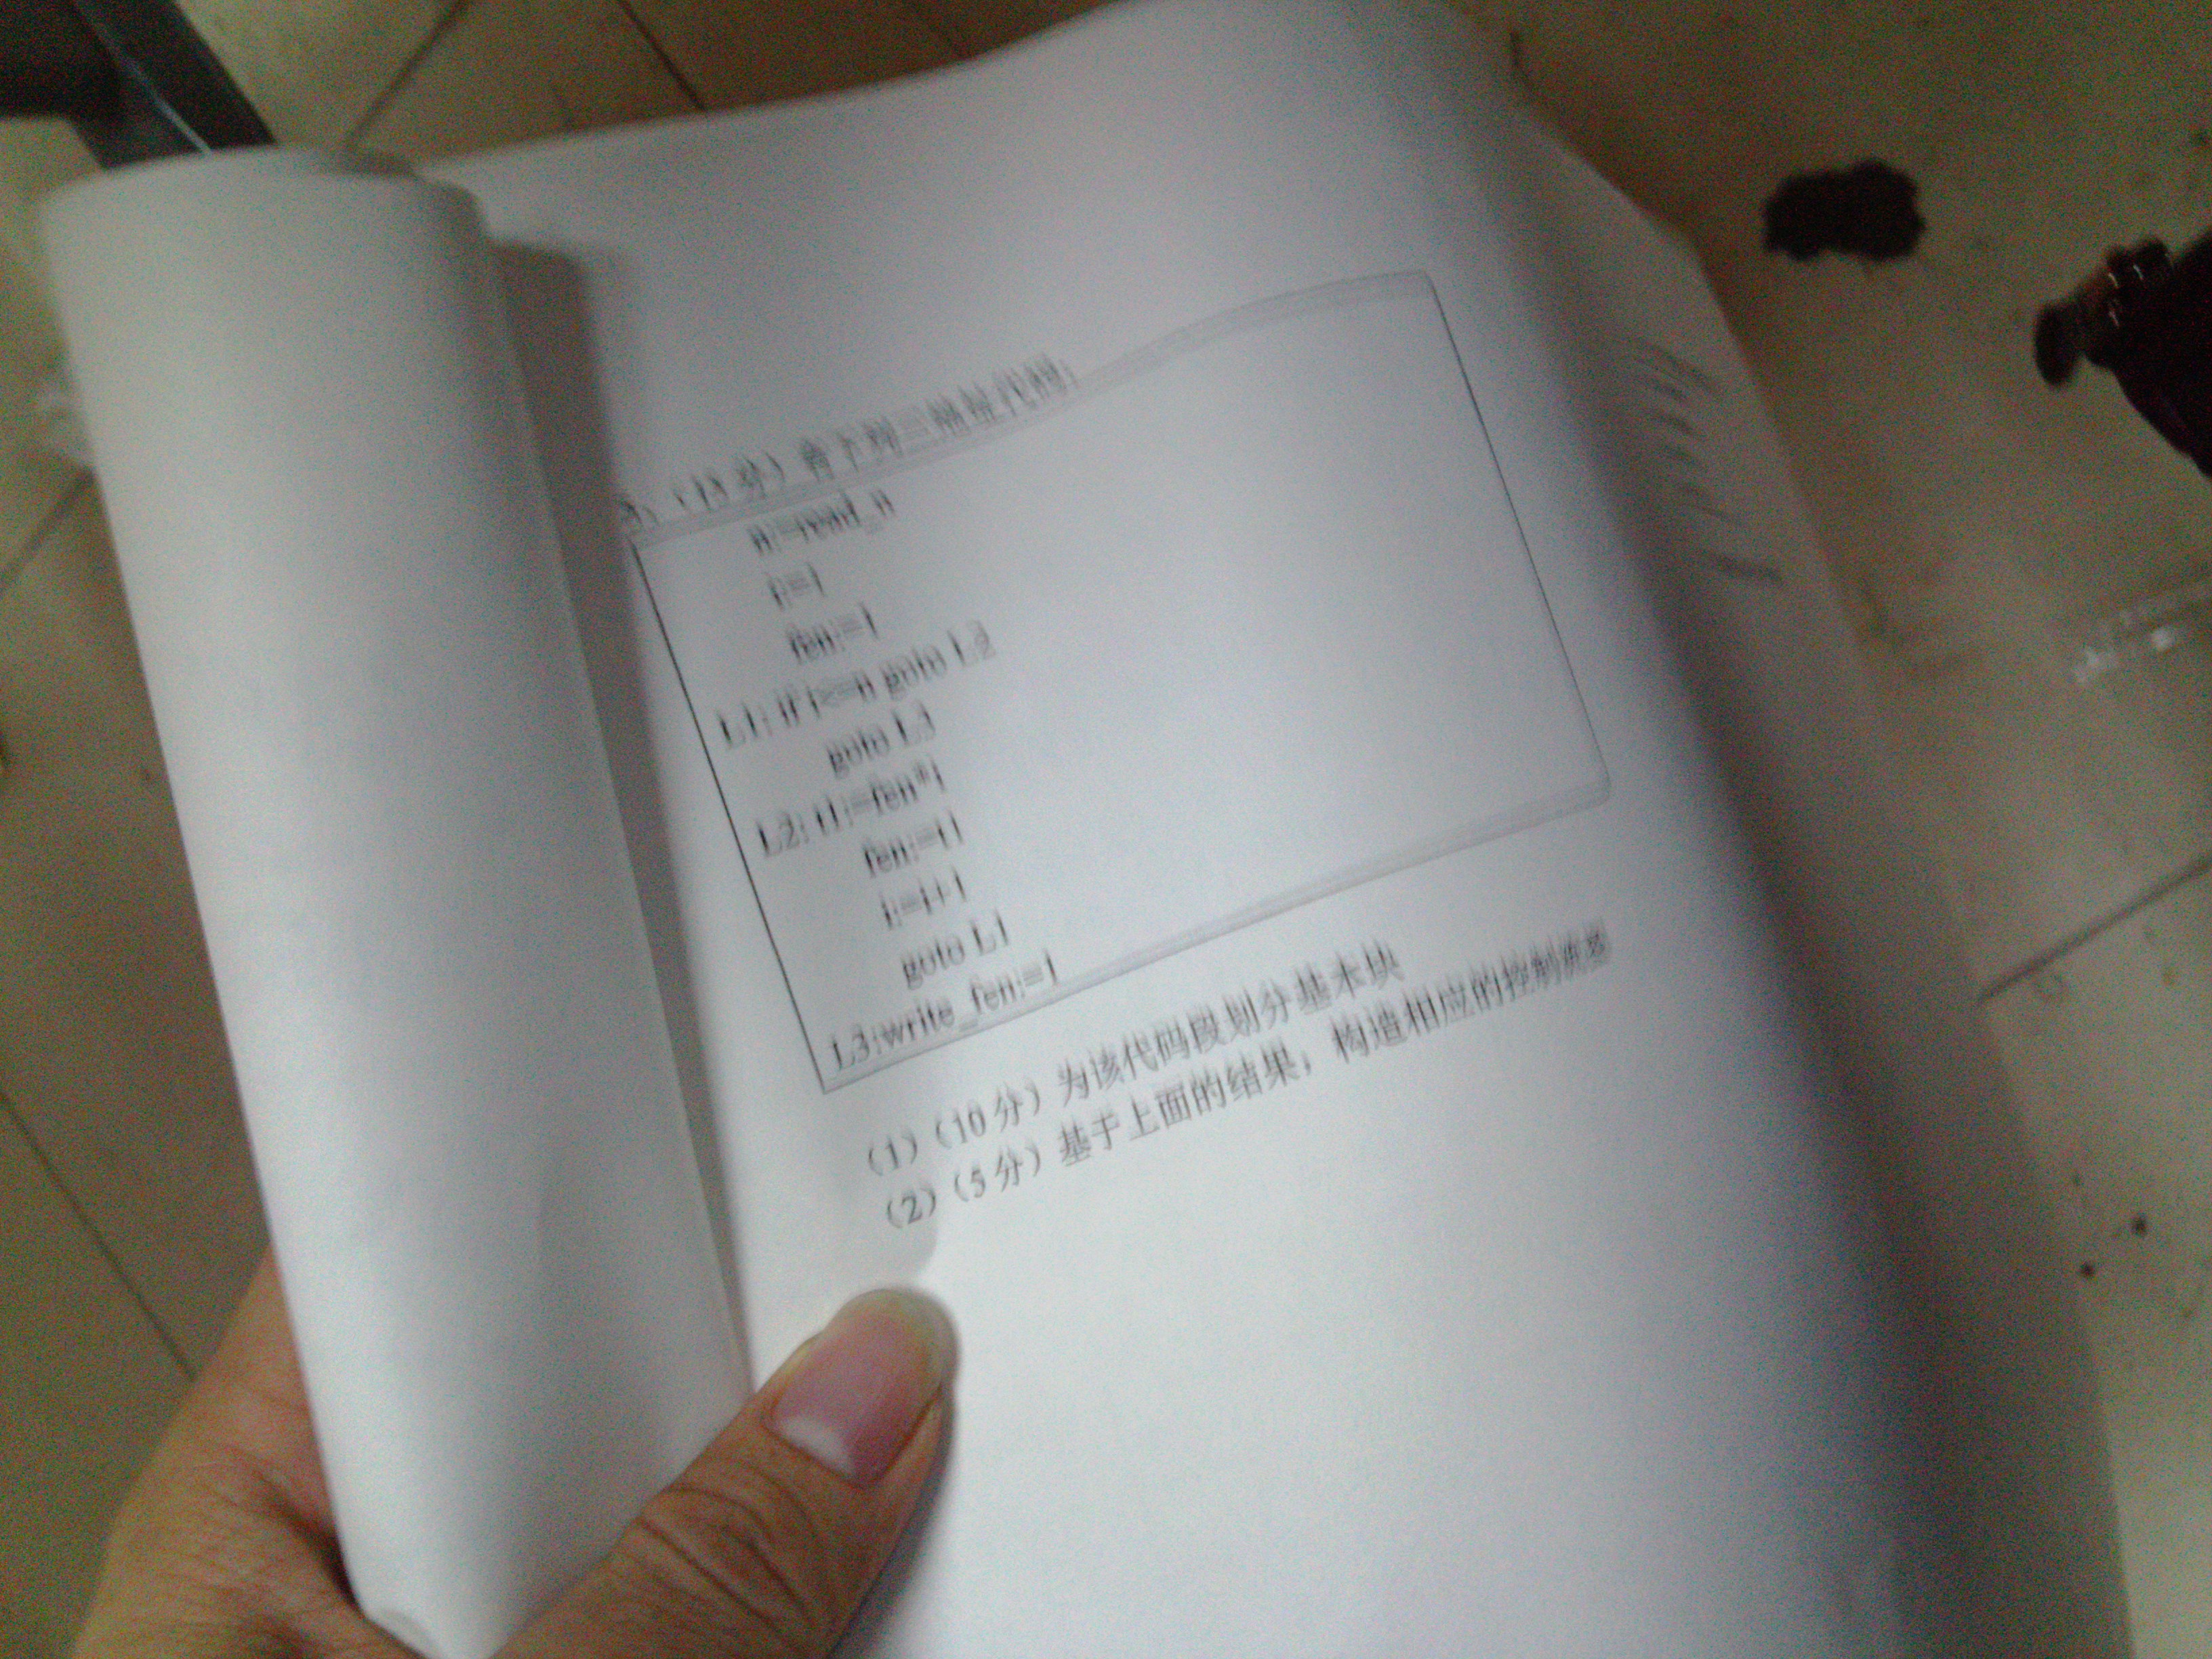 5、（15 分）有下列三地址代码:
n:=read_n
i:=1
fen:=1
L1: if i<=n goto L2
goto L3
L2: t1:=fen*i
fen:=t1
i:=i+1
goto L1
L3:write_fen:=1
（1）（10 分）为该代码段划分基本块
（2）（5 分）基于上面的结果，构造相应的控制流